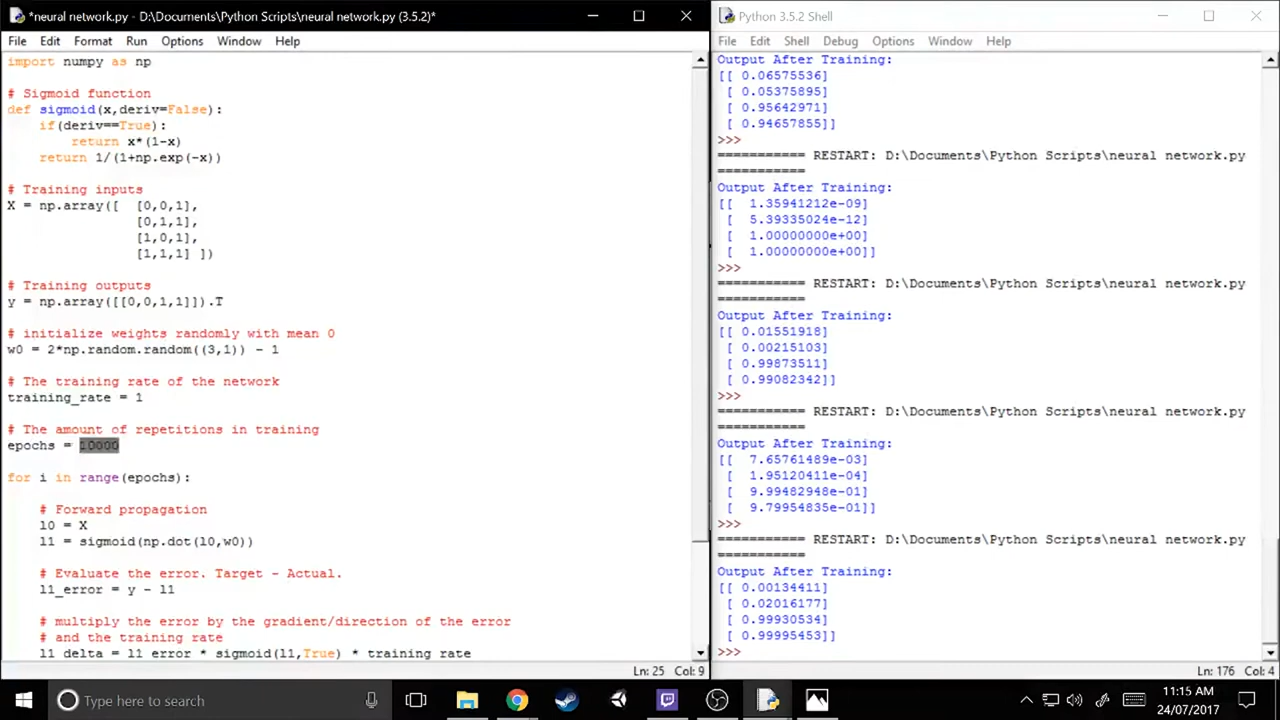 *neural network.py - D:\Documents\Python Scripts\neural network.py (3.5.2)*
File Edit Format Run Options Window Help
import numpy as np
# Sigmoid function
def sigmoid(x,deriv=False):
if(deriv==True):
return x*(1-x)
return 1/(1+np.exp(-x))
# Training inputs
X = np.array([ [0,0,1],
[0,1,1],
[1,0,1],
[1,1,1] ])
# Training outputs
y = np.array([[0,0,1,1]]).T
# initialize weights randomly with mean 0
w0 = 2*np.random.random((3,1)) - 1
# The training rate of the network
training_rate = 1
# The amount of repetitions in training
epochs = 10000
for i in range(epochs):
# Forward propagation
l0 = X
l1 = sigmoid(np.dot(l0,w0))
# Evaluate the error. Target - Actual.
l1_error = y - l1
# multiply the error by the gradient/direction of the error
# and the training rate
l1 delta = l1 error * sigmoid(l1,True) * training rate
Ln: 25 Col: 9
Python 3.5.2 Shell
File Edit Shell Debug Options Window Help
Output After Training:
[[ 0.06575536]
[ 0.05375895]
[ 0.95642971]
[ 0.94657855]]
>>>
=========== RESTART: D:\Documents\Python Scripts\neural network.py
===========
Output After Training:
[[ 1.35941212e-09]
[ 5.39335024e-12]
[ 1.00000000e+00]
[ 1.00000000e+00]]
>>>
=========== RESTART: D:\Documents\Python Scripts\neural network.py
===========
Output After Training:
[[ 0.01551918]
[ 0.00215103]
[ 0.99873511]
[ 0.99082342]]
>>>
=========== RESTART: D:\Documents\Python Scripts\neural network.py
===========
Output After Training:
[[ 7.65761489e-03]
[ 1.95120411e-04]
[ 9.99482948e-01]
[ 9.79954835e-01]]
>>>
=========== RESTART: D:\Documents\Python Scripts\neural network.py
===========
Output After Training:
[[ 0.00134411]
[ 0.02016177]
[ 0.99930534]
[ 0.99995453]]
>>>
Ln: 176 Col: 4
Type here to search
11:15 AM
24/07/2017